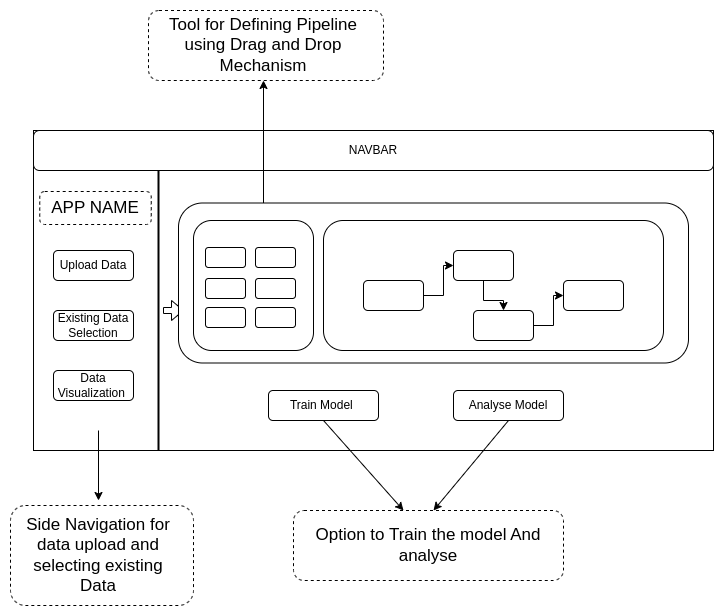 Tool for Defining Pipeline
using Drag and Drop
Mechanism
NAVBAR
APP NAME
Upload Data
Existing Data
Selection
Data
Visualization
Train Model
Analyse Model
Side Navigation for
data upload and
selecting existing
Data
Option to Train the model And
analyse